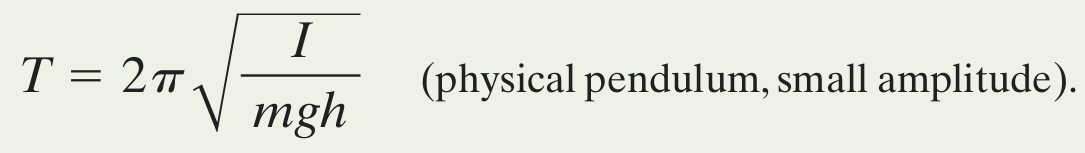 T = 2π√(I/mgh) (physical pendulum, small amplitude).